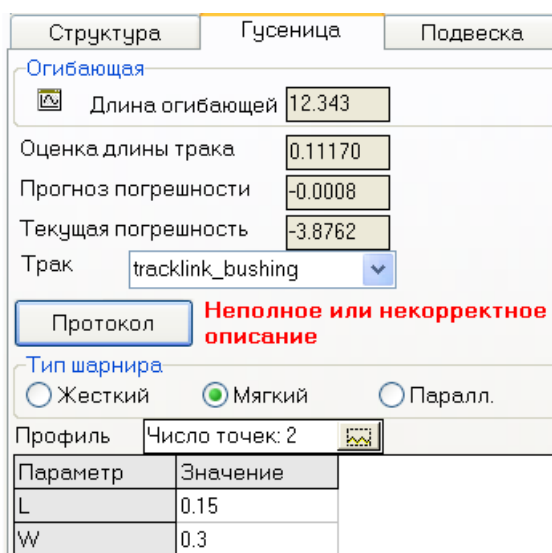 Структура Гусеница Подвеска
Огибающая
Длина огибающей 12.343
Оценка длины трака 0.11170
Прогноз погрешности -0.0008
Текущая погрешность -3.8762
Трак tracklink_bushing
Протокол Неполное или некорректное
описание
Тип шарнира
Жесткий Мягкий Паралл.
Профиль Число точек: 2
Параметр Значение
L 0.15
W 0.3